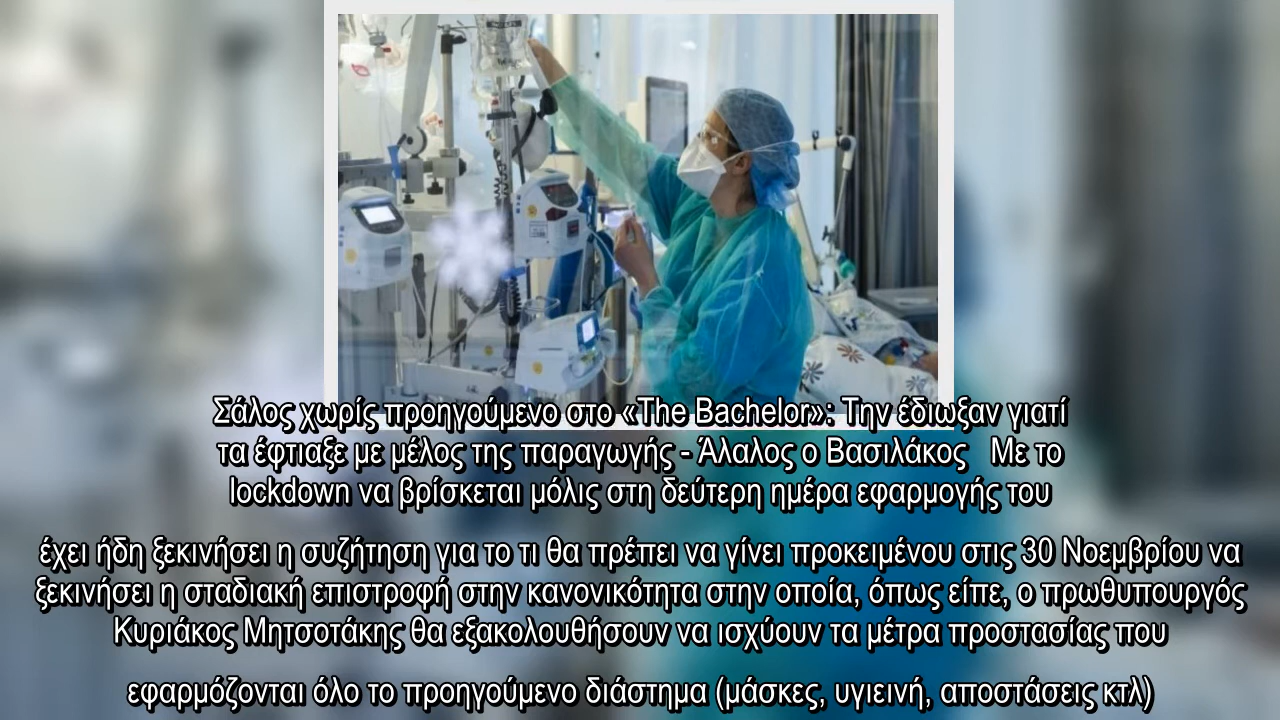 Σάλος χωρίς προηγούμενο στο «The Bachelor»: Την έδιωξαν γιατί
τα έφτιαξε με μέλος της παραγωγής - Άλαλος ο Βασιλάκος Με το
lockdown να βρίσκεται μόλις στη δεύτερη ημέρα εφαρμογής του
έχει ήδη ξεκινήσει η συζήτηση για το τι θα πρέπει να γίνει προκειμένου στις 30 Νοεμβρίου να
ξεκινήσει η σταδιακή επιστροφή στην κανονικότητα στην οποία, όπως είπε, ο πρωθυπουργός
Κυριάκος Μητσοτάκης θα εξακολουθήσουν να ισχύουν τα μέτρα προστασίας που
εφαρμόζονται όλο το προηγούμενο διάστημα (μάσκες, υγιεινή, αποστάσεις κτλ)